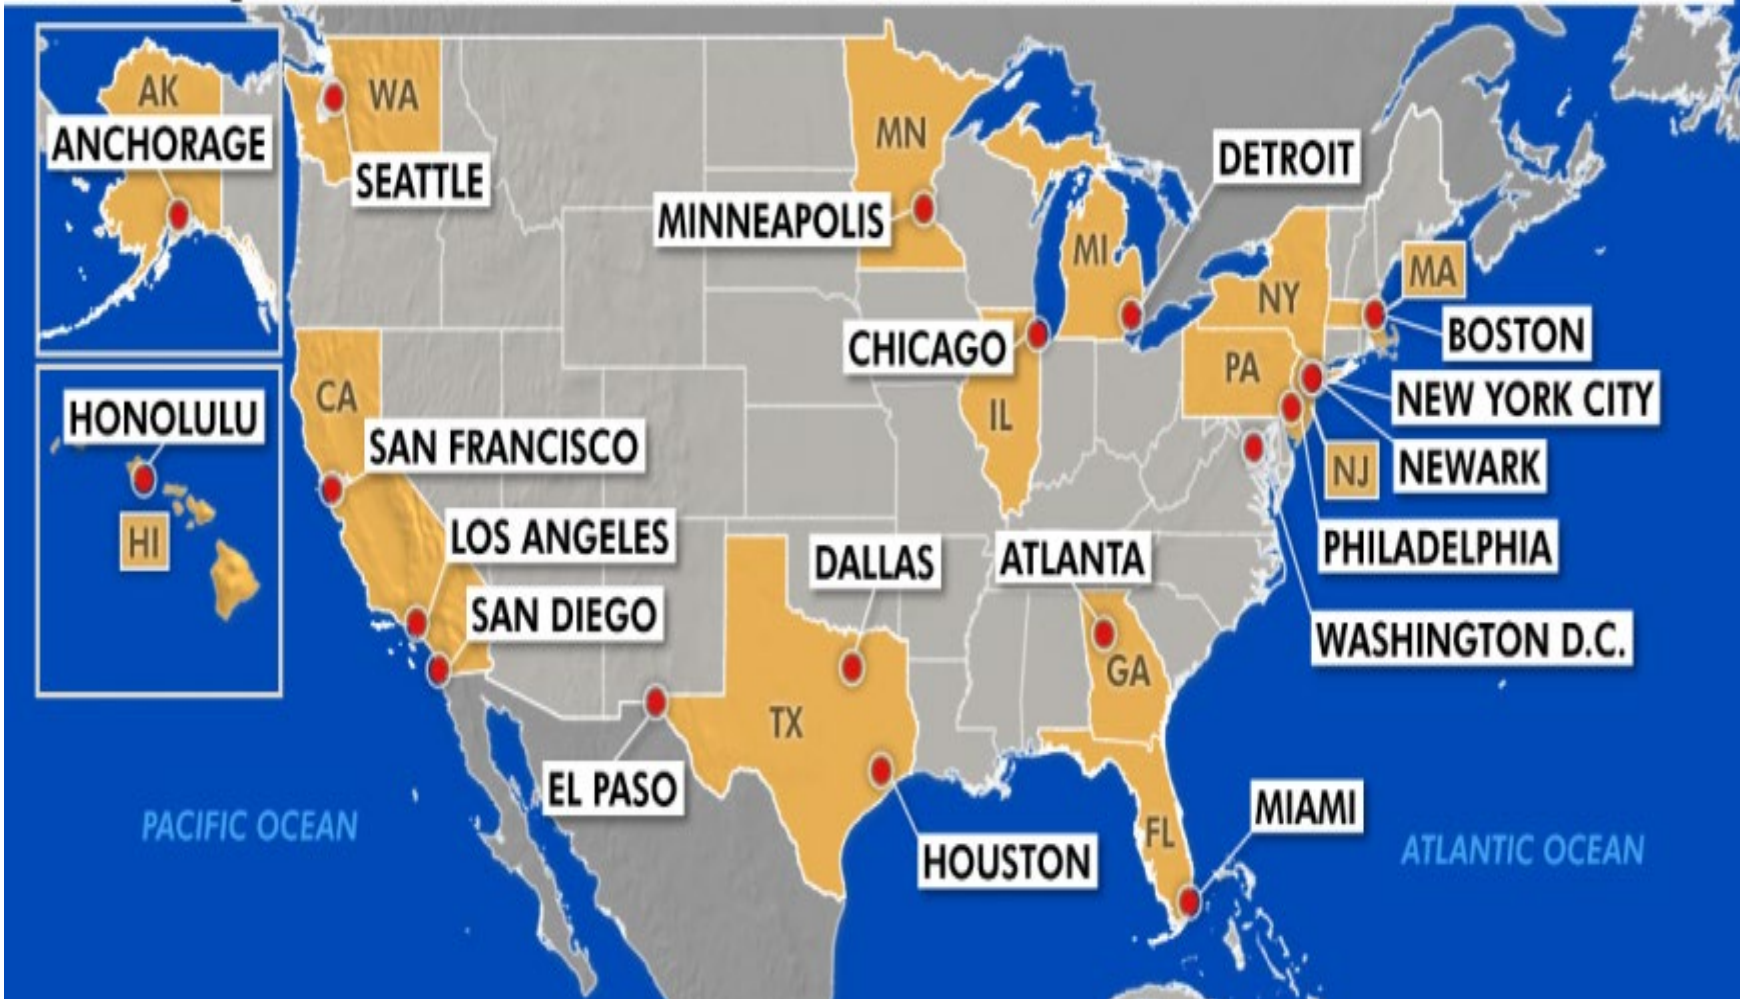 AK
ANCHORAGE
WA
SEATTLE
MN
MINNEAPOLIS
DETROIT
MI
NY
MA
BOSTON
CHICAGO
IL
PA
NEW YORK CITY
NJ
NEWARK
PHILADELPHIA
WASHINGTON D.C.
HONOLULU
HI
CA
SAN FRANCISCO
LOS ANGELES
SAN DIEGO
DALLAS
ATLANTA
GA
TX
EL PASO
HOUSTON
MIAMI
FL
PACIFIC OCEAN
ATLANTIC OCEAN